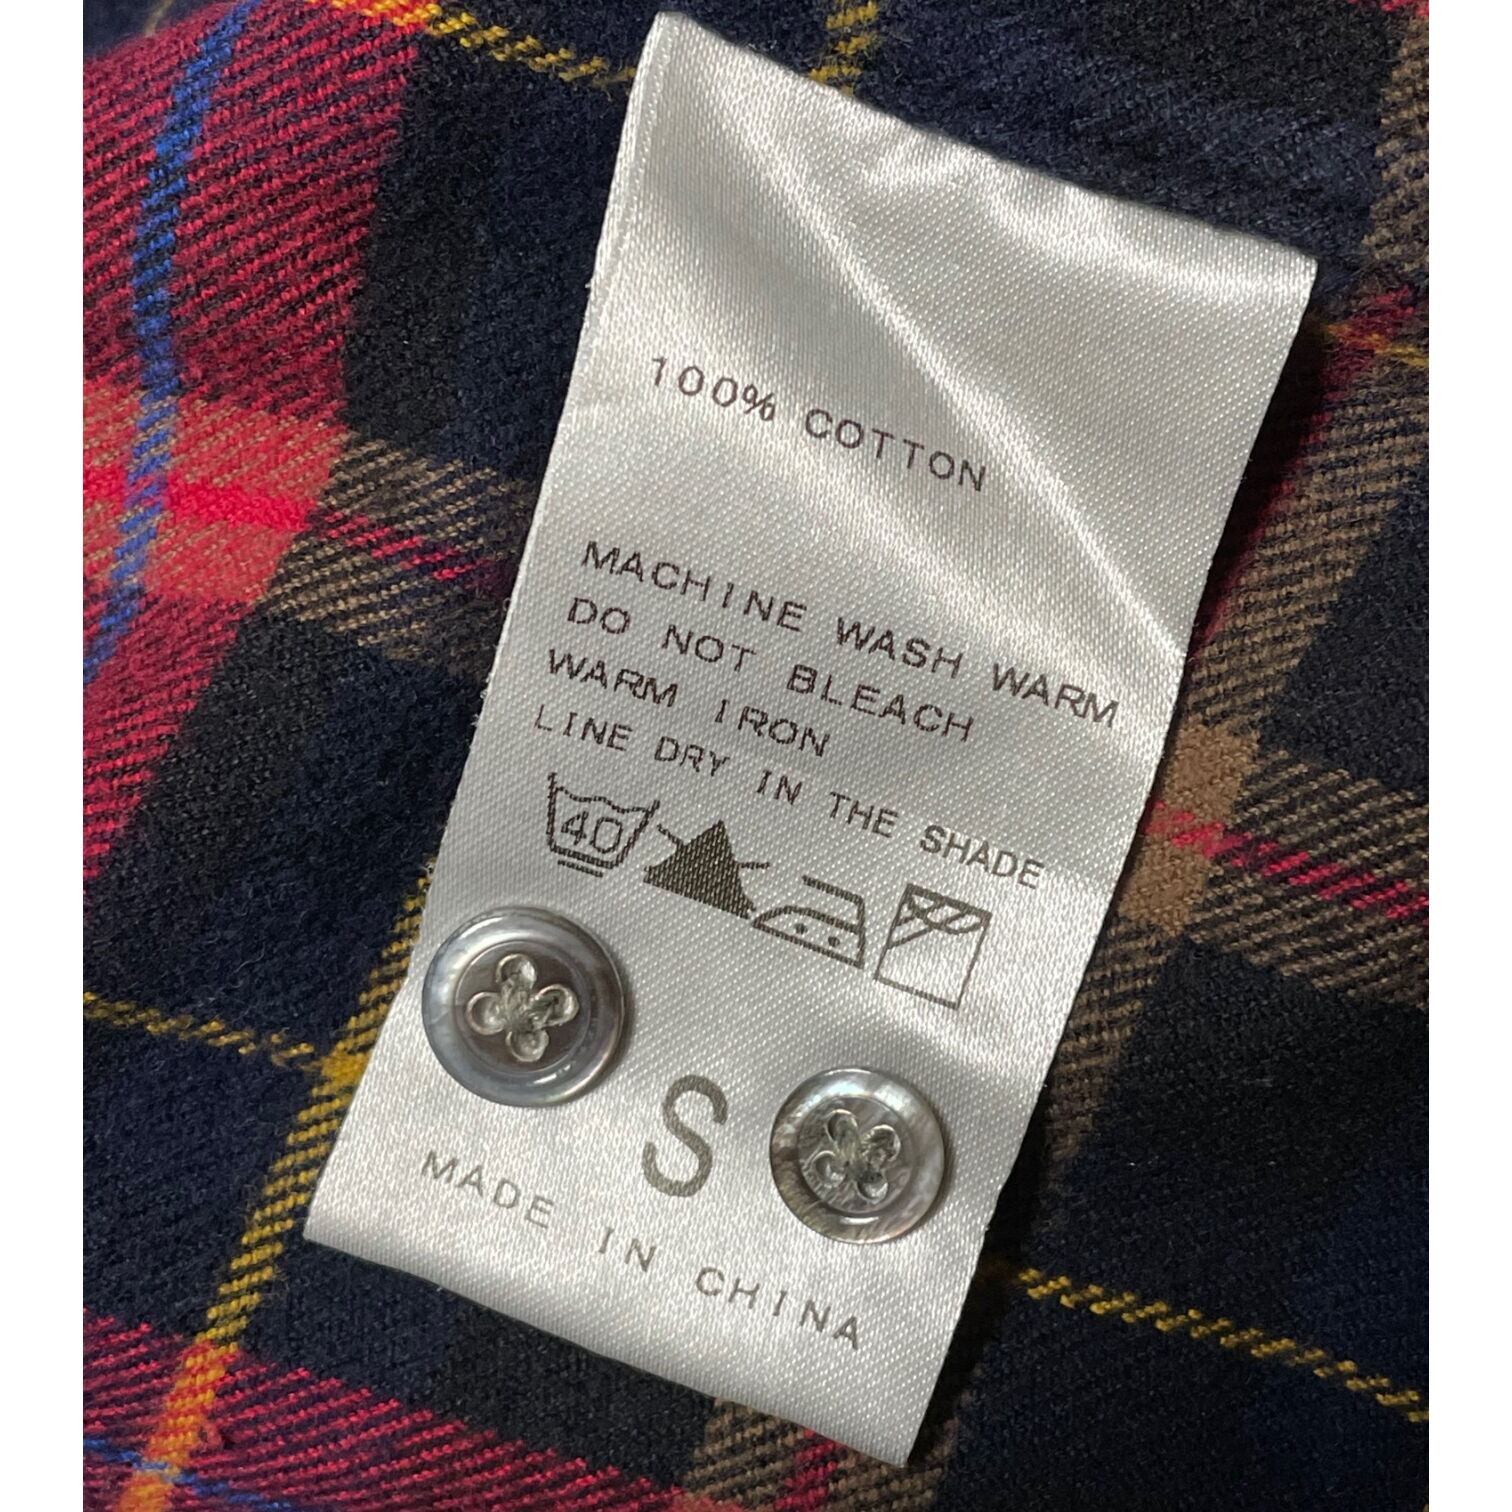 100% COTTON
MACHINE WASH WARM
DO NOT BLEACH
WARM IRON
LINE DRY IN THE SHADE
40
S
MADE IN CHINA